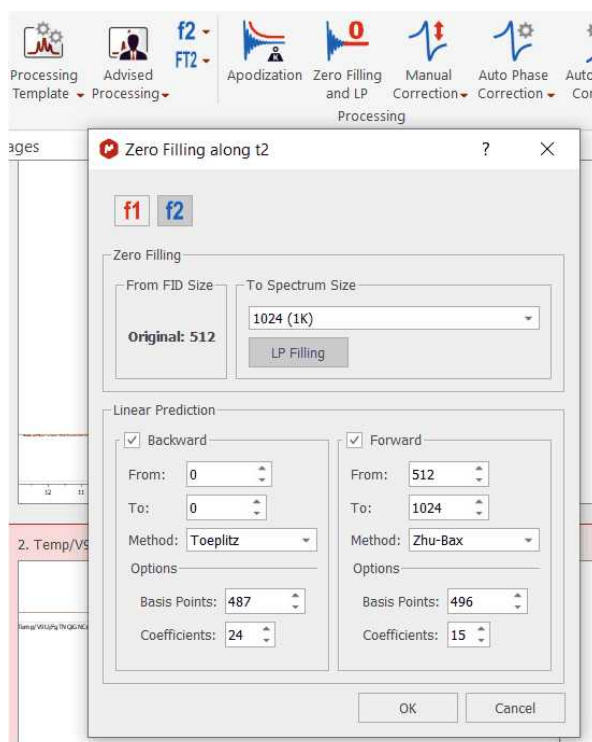 Processing Template
Advised Processing
f2
FT2
Apodization
Zero Filling and LP
Manual Correction
Auto Phase Correction
Processing
ages
Zero Filling along t2
?
f1 f2
Zero Filling
From FID Size
Original: 512
To Spectrum Size
1024 (1K)
LP Filling
Linear Prediction
Backward
From: 0
To: 0
Method: Toeplitz
Options
Basis Points: 487
Coefficients: 24
Forward
From: 512
To: 1024
Method: Zhu-Bax
Options
Basis Points: 496
Coefficients: 15
12 11
2. Temp/V9
OK Cancel